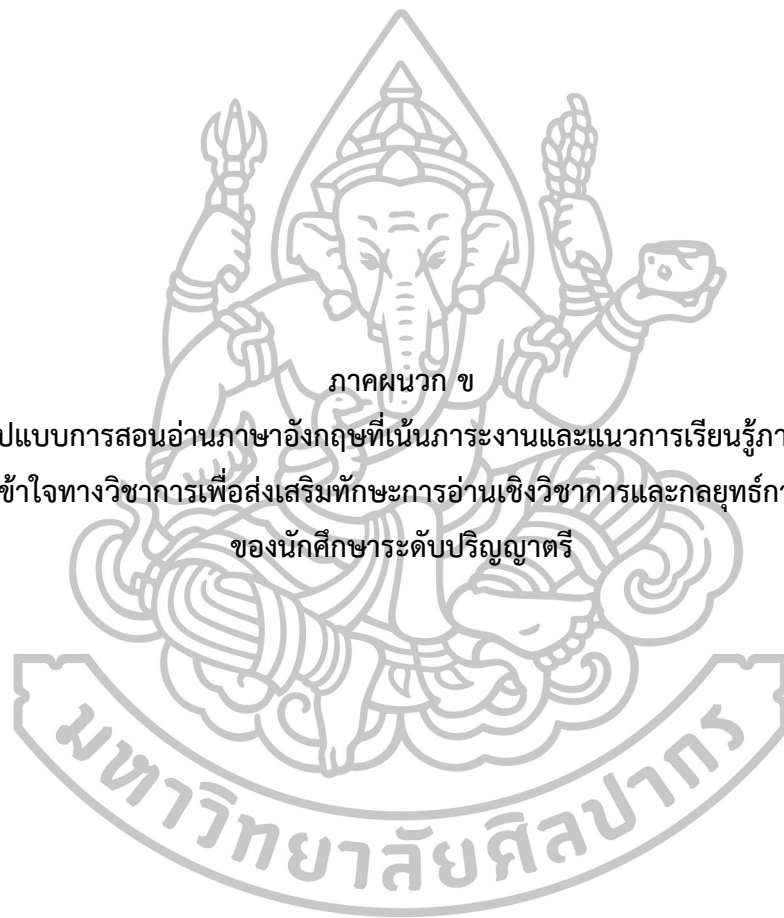 ภาคผนวก ข
ปแบบการสอนอ่านภาษาอังกฤษที่เน้นภาระงานและแนวการเรียนรู้ภา
ข้าใจทางวิชาการเพื่อส่งเสริมทักษะการอ่านเชิงวิชาการและกลยุทธ์กา
ของนักศึกษาระดับปริญญาตรี
มหาวิทยาลัยศิลปากร